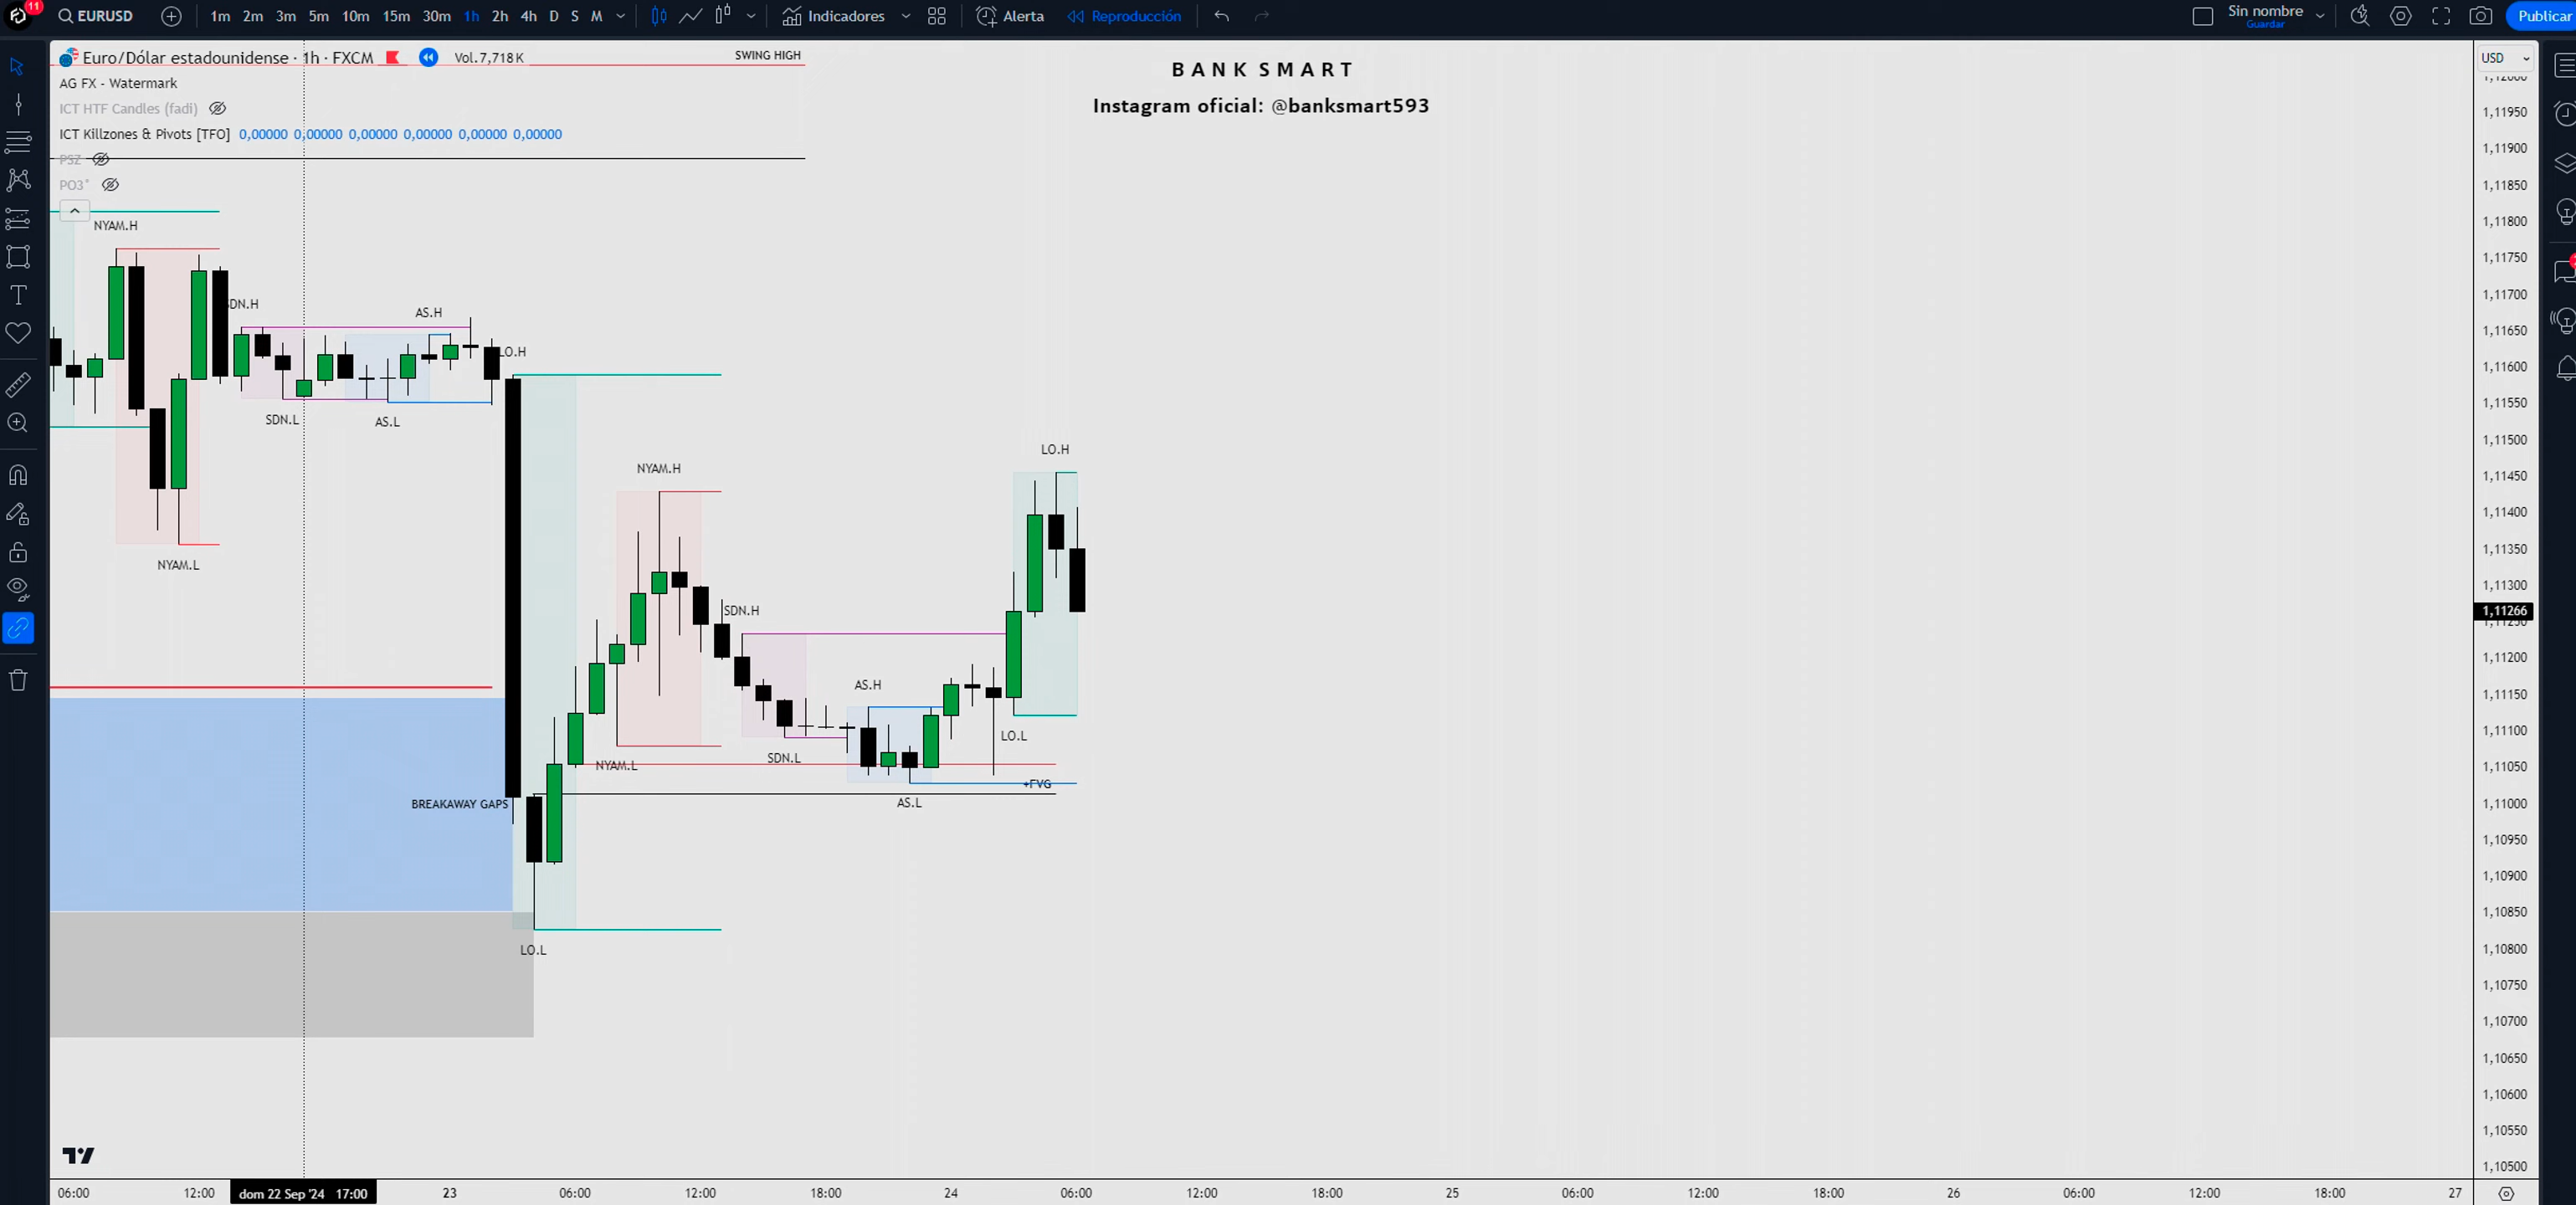 11
EURUSD
1m 2m 3m 5m 10m 15m 30m 1h 2h 4h D S M
Indicadores
Alerta
Reproducción
Sin nombre
Guardar
Publicar
Euro/Dólar estadounidense · 1h · FXCM
Vol. 7,718 K
SWING HIGH
BANK SMART
USD
AG FX - Watermark
Instagram oficial: @banksmart593
ICT HTF Candles (fadi)
ICT Killzones & Pivots [TFO] 0,00000 0,00000 0,00000 0,00000 0,00000 0,00000
PSZ
PO3
1,11950
1,11900
1,11850
1,11800
1,11750
1,11700
1,11650
1,11600
1,11550
1,11500
1,11450
1,11400
1,11350
1,11300
1,11266
1,11200
1,11150
1,11100
1,11050
1,11000
1,10950
1,10900
1,10850
1,10800
1,10750
1,10700
1,10650
1,10600
1,10550
1,10500
NYAM.H
SDN.H
AS.H
LO.H
SDN.L
AS.L
NYAM.L
LO.H
NYAM.H
SDN.H
AS.H
LO.L
SDN.L
NYAM.L
+FVG
BREAKAWAY GAPS
AS.L
LO.L
06:00 12:00 dom 22 Sep '24 17:00 23 06:00 12:00 18:00 24 06:00 12:00 18:00 25 06:00 12:00 18:00 26 06:00 12:00 18:00 27